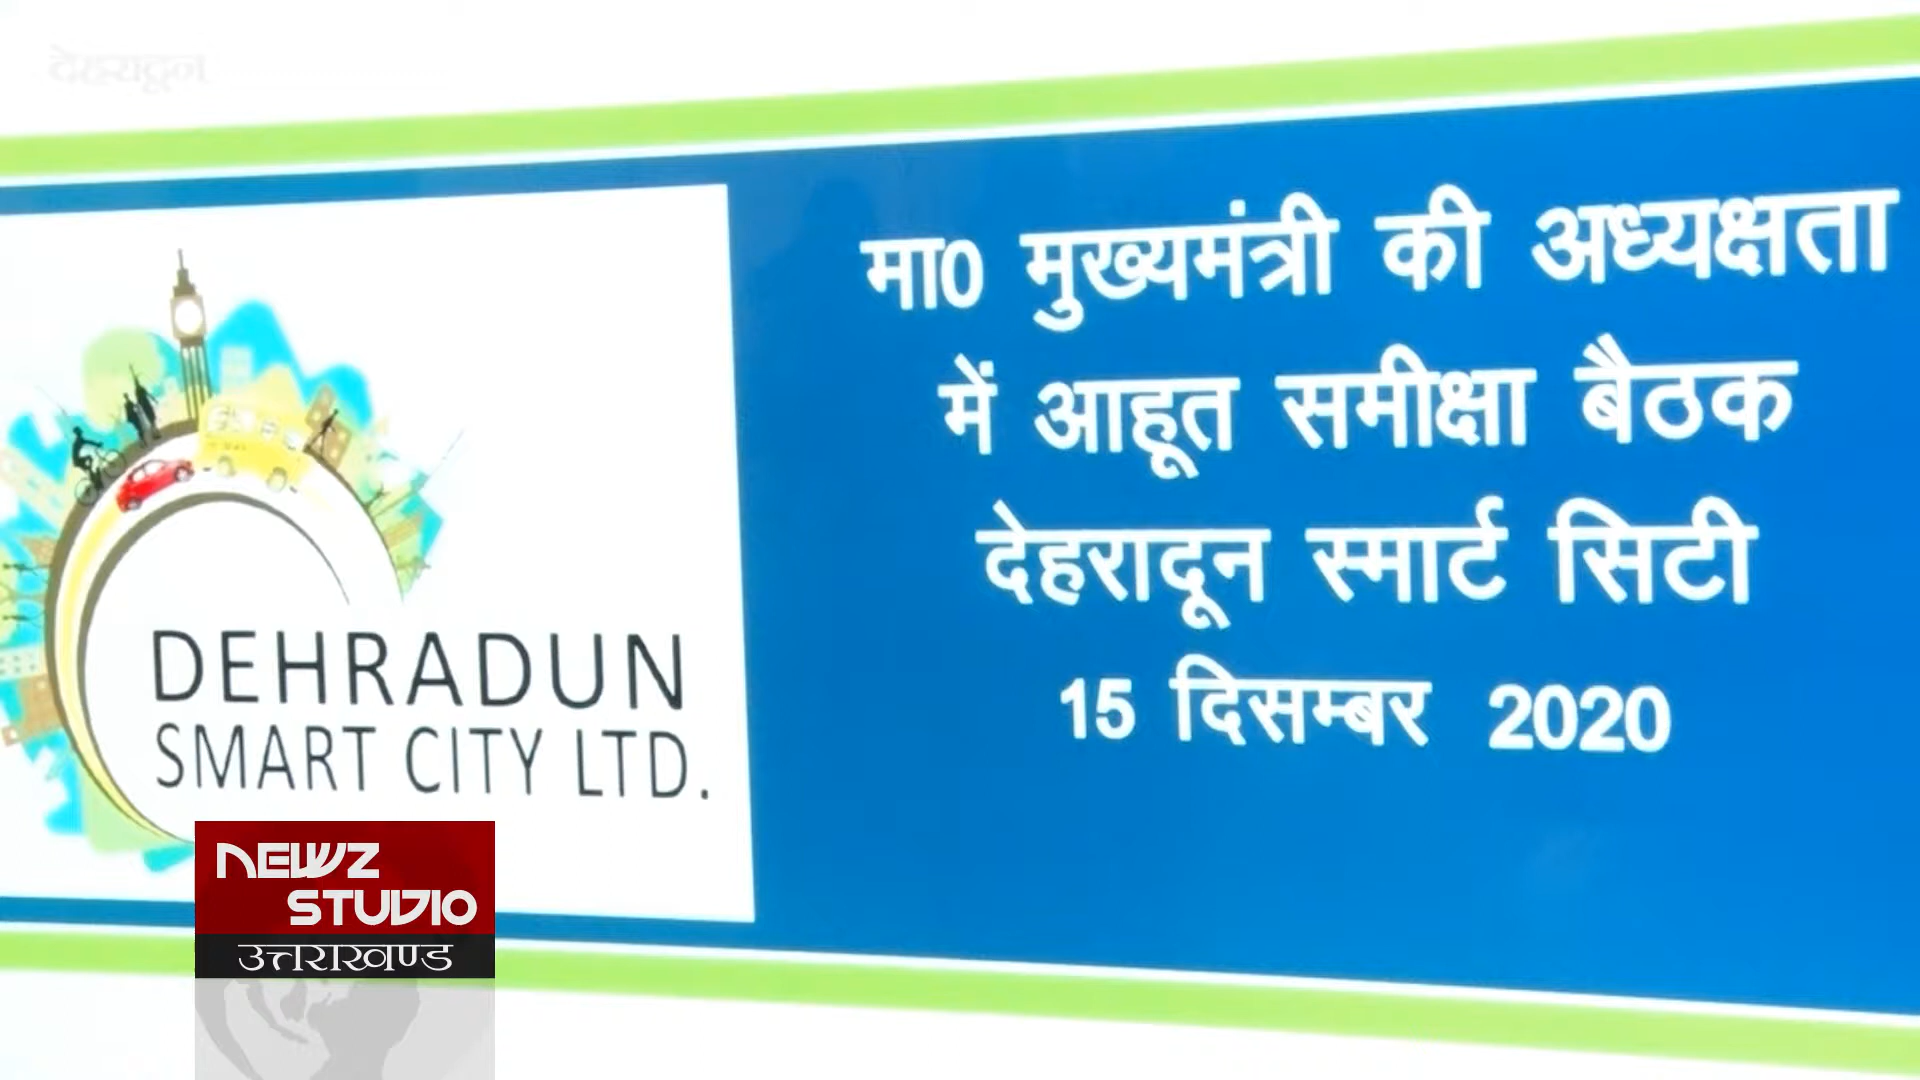 देहरादून
मा0 मुख्यमंत्री की अध्यक्षता
में आहूत समीक्षा बैठक
देहरादून स्मार्ट सिटी
15 दिसम्बर 2020
DEHRADUN
SMART CITY LTD.
NEWZ
STUDIO
उत्तराखण्ड